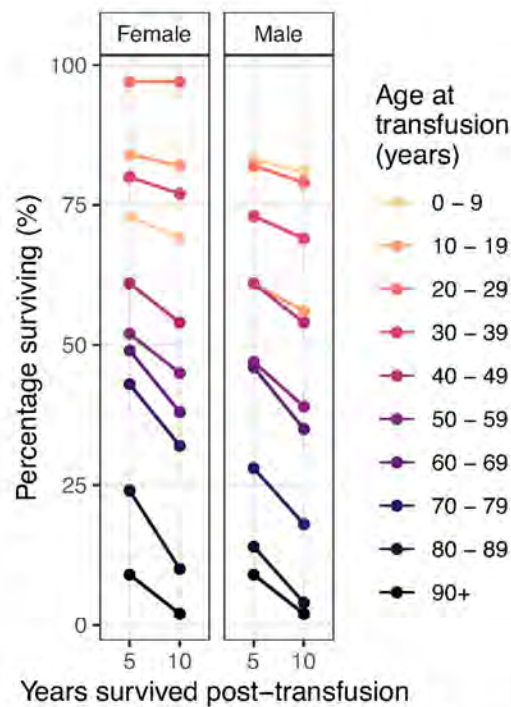 Female
Male
100
75
50
25
0
Percentage surviving (%)
5
10
5
10
Years survived post-transfusion
Age at
transfusion
(years)
0 – 9
10 – 19
20 – 29
30 – 39
40 – 49
50 – 59
60 – 69
70 – 79
80 – 89
90+